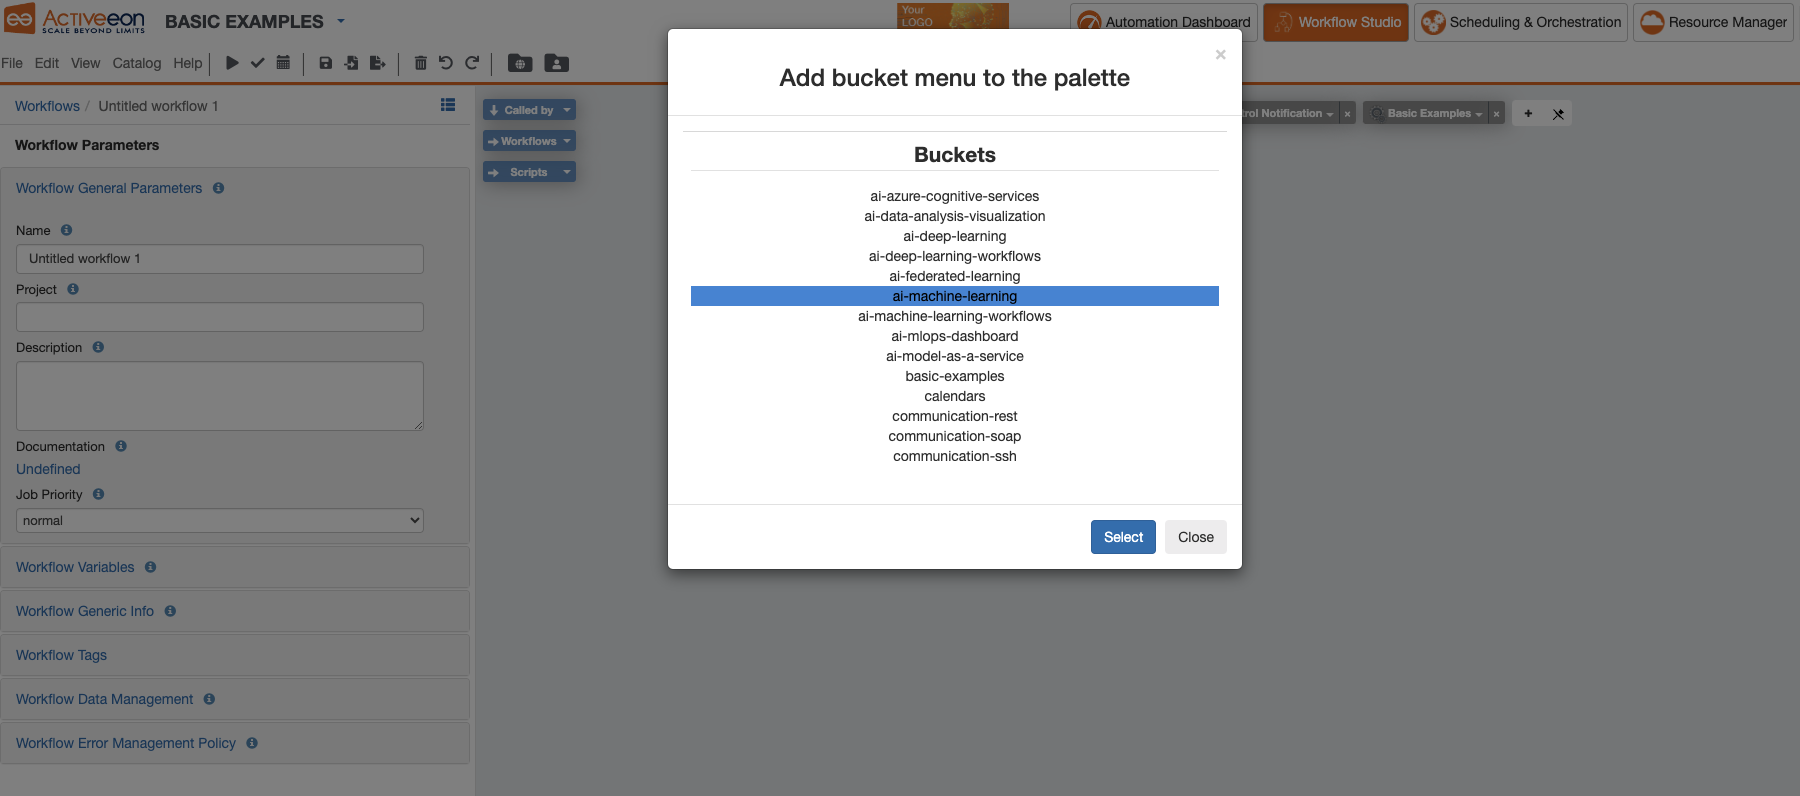 Activeeon
SCALE BEYOND LIMITS
BASIC EXAMPLES
Your
LOGO
Automation Dashboard
Workflow Studio
Scheduling & Orchestration
Resource Manager
File Edit View Catalog Help
Workflows / Untitled workflow 1
Workflow Parameters
Workflow General Parameters
Name
Untitled workflow 1
Project
Description
Documentation
Undefined
Job Priority
normal
Workflow Variables
Workflow Generic Info
Workflow Tags
Workflow Data Management
Workflow Error Management Policy
Called by
Workflows
Scripts
trol Notification ×
Basic Examples ×
+
×
Add bucket menu to the palette
Buckets
ai-azure-cognitive-services
ai-data-analysis-visualization
ai-deep-learning
ai-deep-learning-workflows
ai-federated-learning
ai-machine-learning
ai-machine-learning-workflows
ai-mlops-dashboard
ai-model-as-a-service
basic-examples
calendars
communication-rest
communication-soap
communication-ssh
Select
Close